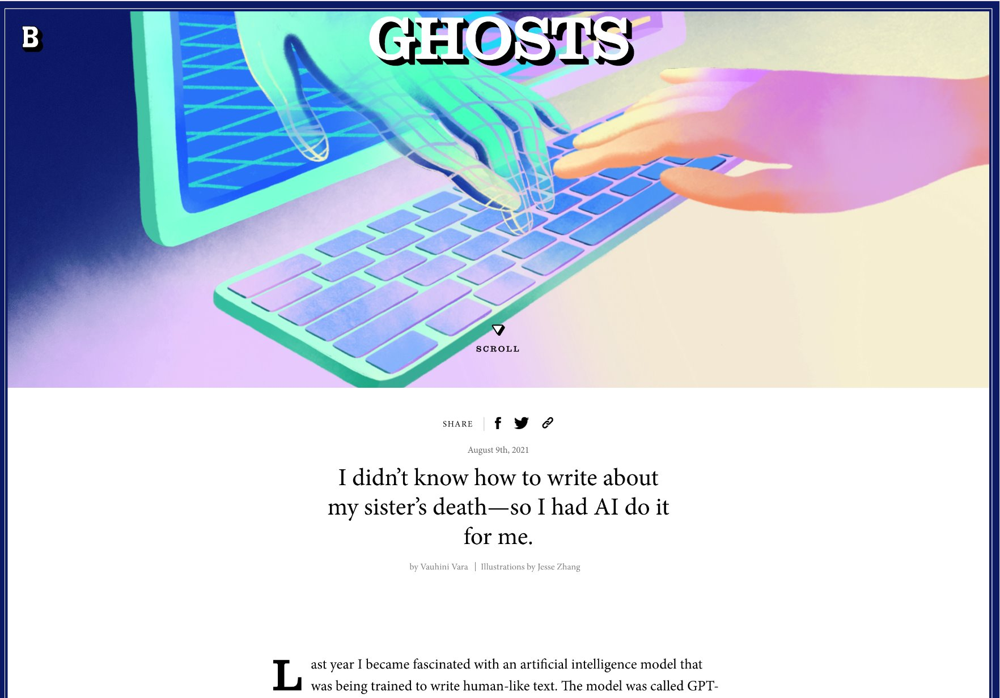 B
GHOSTS
SCROLL
SHARE
August 9th, 2021
I didn’t know how to write about
my sister’s death—so I had AI do it
for me.
by Vauhini Vara | Illustrations by Jesse Zhang
Last year I became fascinated with an artificial intelligence model that
was being trained to write human-like text. The model was called GPT-